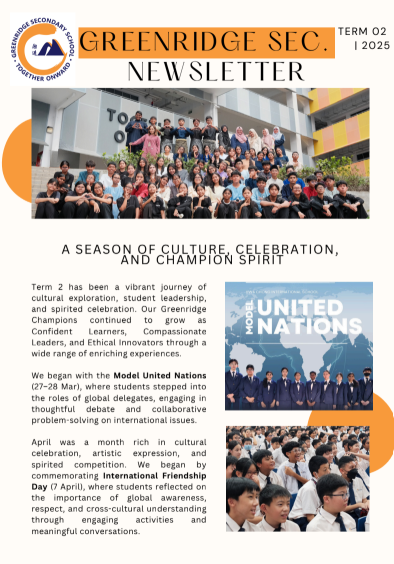 GREENRIDGE SECONDARY SCHOOL
TOGETHER ONWARD
GREENRIDGE SEC.
NEWSLETTER
TERM 02
| 2025
A SEASON OF CULTURE, CELEBRATION,
AND CHAMPION SPIRIT
Term 2 has been a vibrant journey of
cultural exploration, student leadership,
and spirited celebration. Our Greenridge
Champions continued to grow as
Confident Learners, Compassionate
Leaders, and Ethical Innovators through a
wide range of enriching experiences.
We began with the Model United Nations
(27–28 Mar), where students stepped into
the roles of global delegates, engaging in
thoughtful debate and collaborative
problem-solving on international issues.
April was a month rich in cultural
celebration, artistic expression, and
spirited competition. We began by
commemorating International Friendship
Day (7 April), where students reflected on
the importance of global awareness,
respect, and cross-cultural understanding
through engaging activities and
meaningful conversations.
MODEL
UNITED
NATIONS